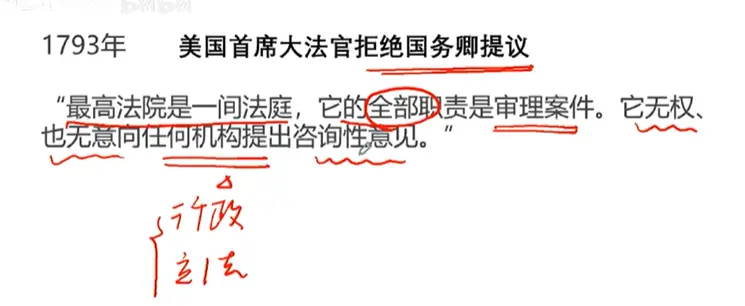 1793年 美国首席大法官拒绝国务卿提议
“最高法院是一间法庭，它的全部职责是审理案件。它无权、
也无意向任何机构提出咨询性意见。“
行政
立法